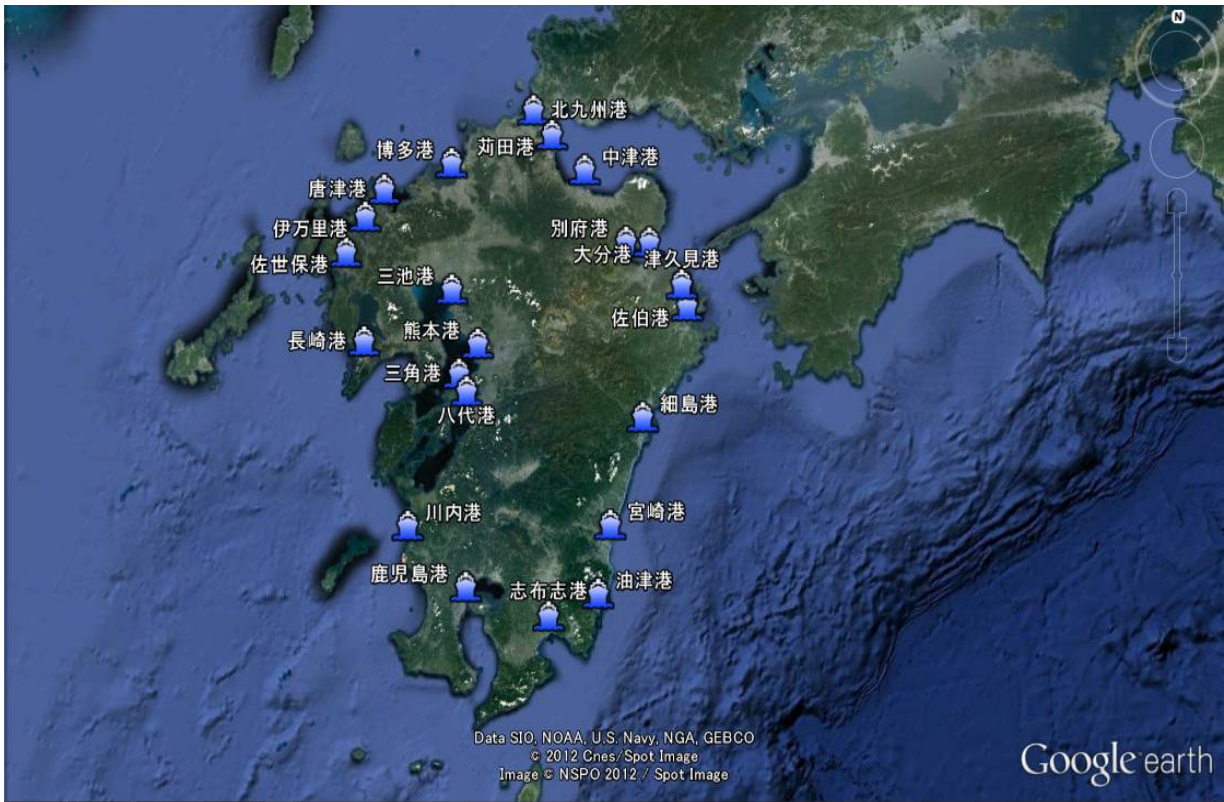 N
北九州港
苅田港
博多港
中津港
唐津港
伊万里港
別府港
大分港
津久見港
佐世保港
三池港
佐伯港
熊本港
長崎港
三角港
八代港
細島港
川内港
宮崎港
鹿児島港
志布志港
油津港
Data SIO, NOAA, U.S. Navy, NGA, GEBCO
© 2012 Cnes/Spot Image
Image © NSPO 2012 / Spot Image
Google earth